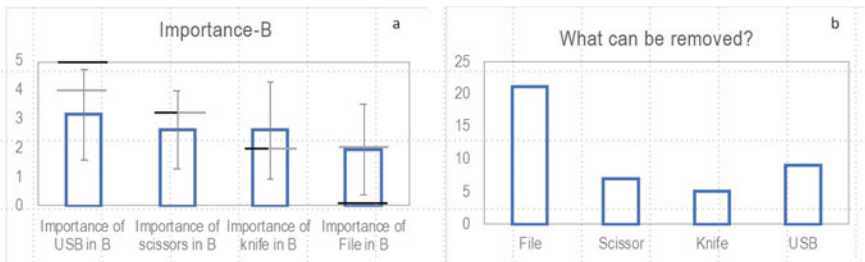 Importance-B
a
5
4
3
2
1
0
Importance of
USB in B
Importance of
scissors in B
Importance of
knife in B
Importance of
File in B
b
What can be removed?
25
20
15
10
5
0
File
Scissor
Knife
USB